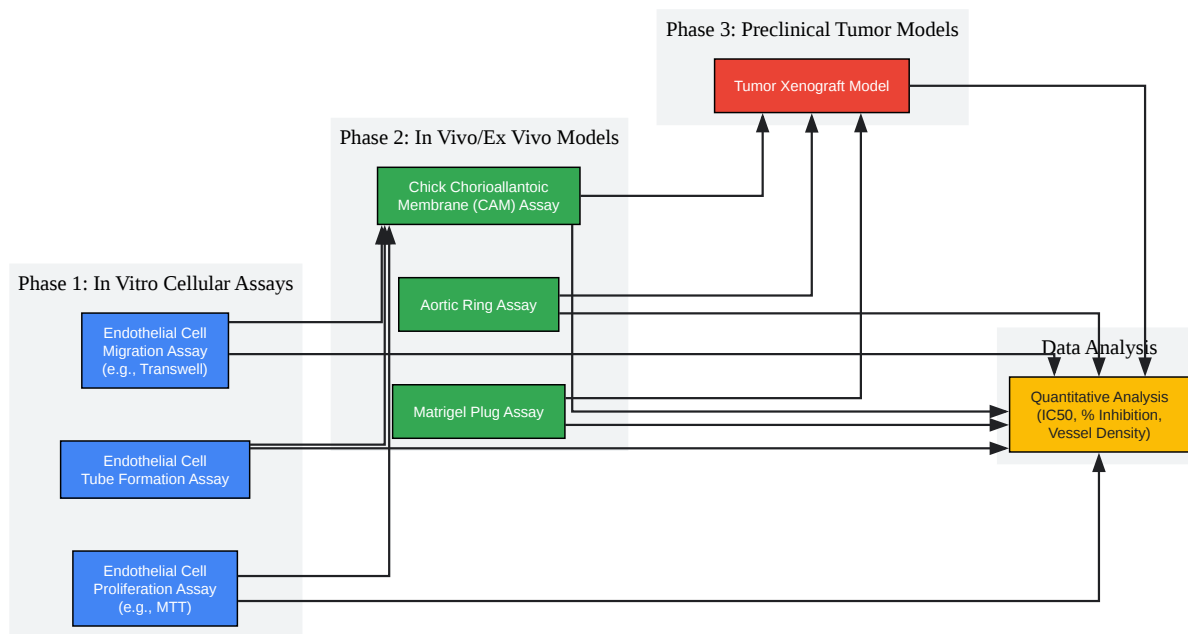 Phase 3: Preclinical Tumor Models
Tumor Xenograft Model
Phase 2: In Vivo/Ex Vivo Models
Chick Chorioallantoic
Membrane (CAM) Assay
Aortic Ring Assay
Matrigel Plug Assay
Phase 1: In Vitro Cellular Assays
Endothelial Cell
Migration Assay
(e.g., Transwell)
Endothelial Cell
Tube Formation Assay
Endothelial Cell
Proliferation Assay
(e.g., MTT)
Data Analysis
Quantitative Analysis
(IC50, % Inhibition,
Vessel Density)